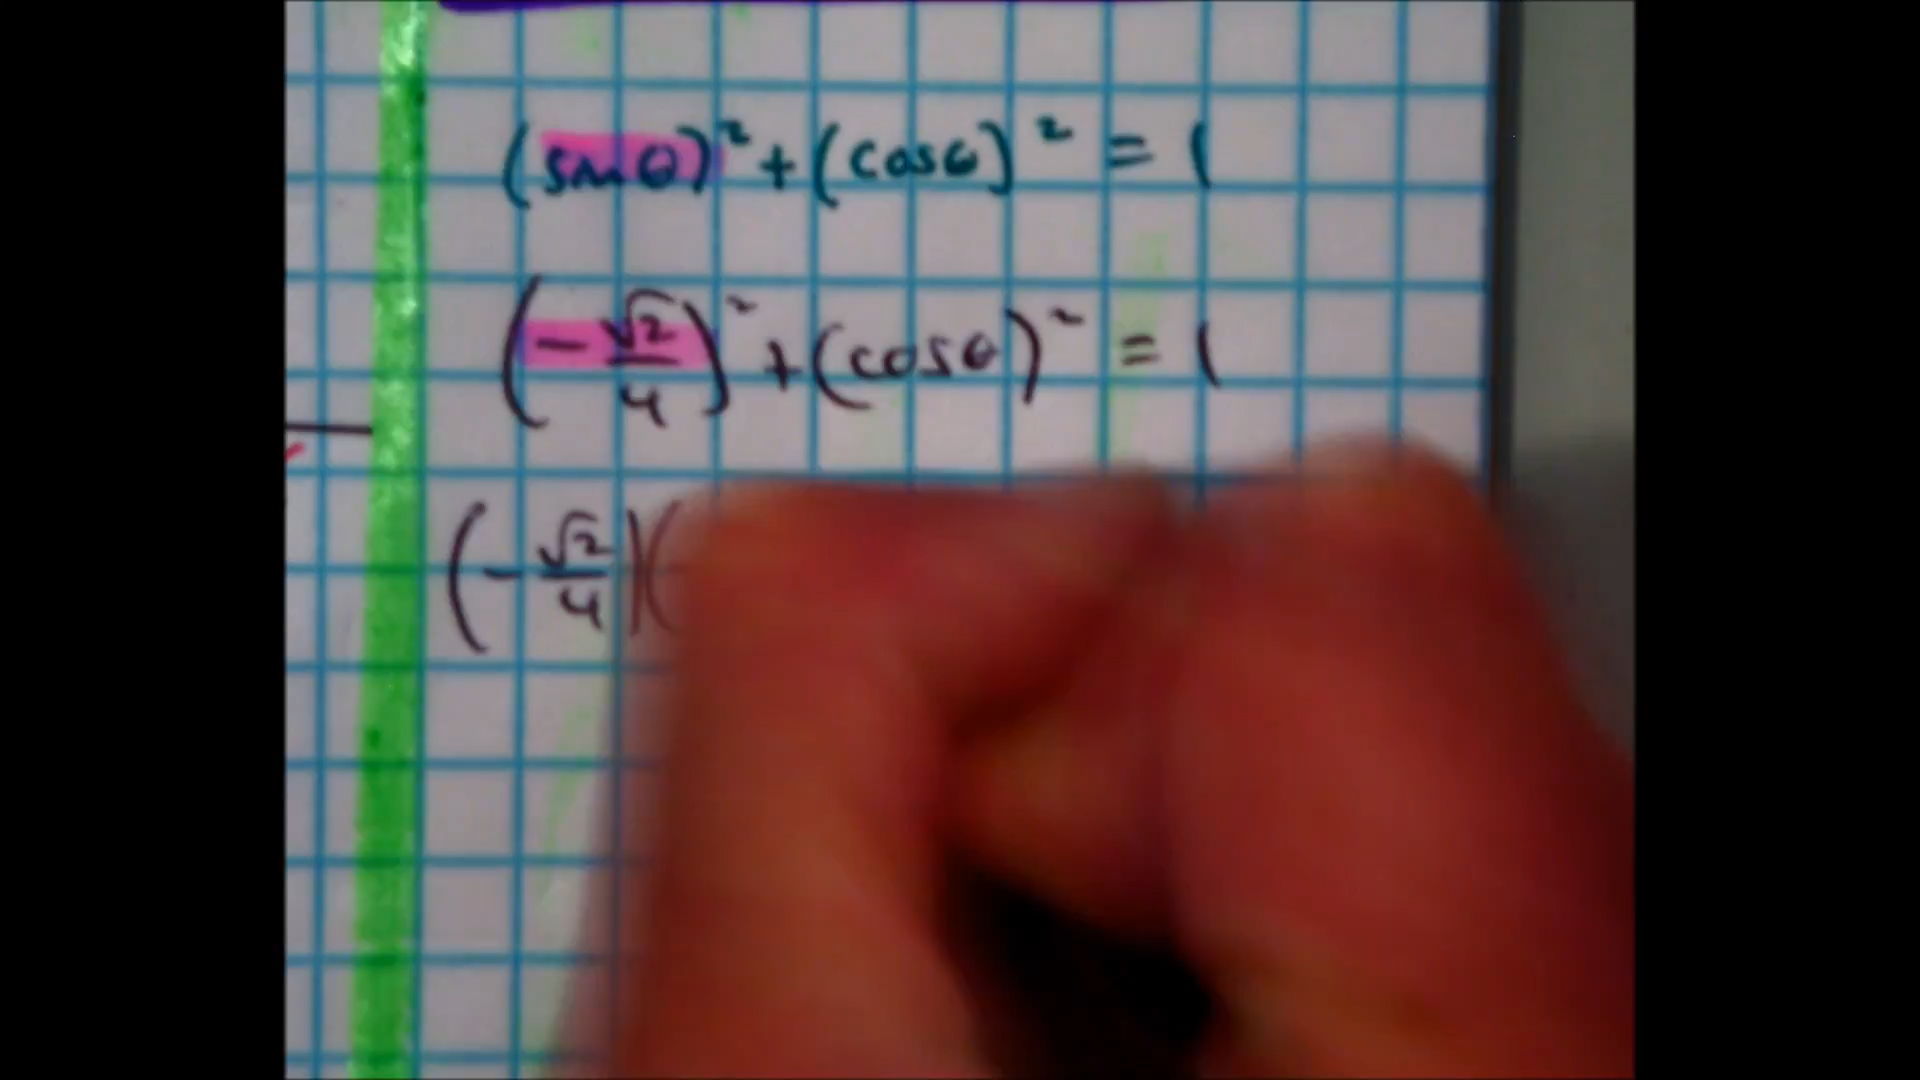 (sinθ)² + (cosθ)² = 1
(-√2/4)² + (cosθ)² = 1
(-√2/4)(